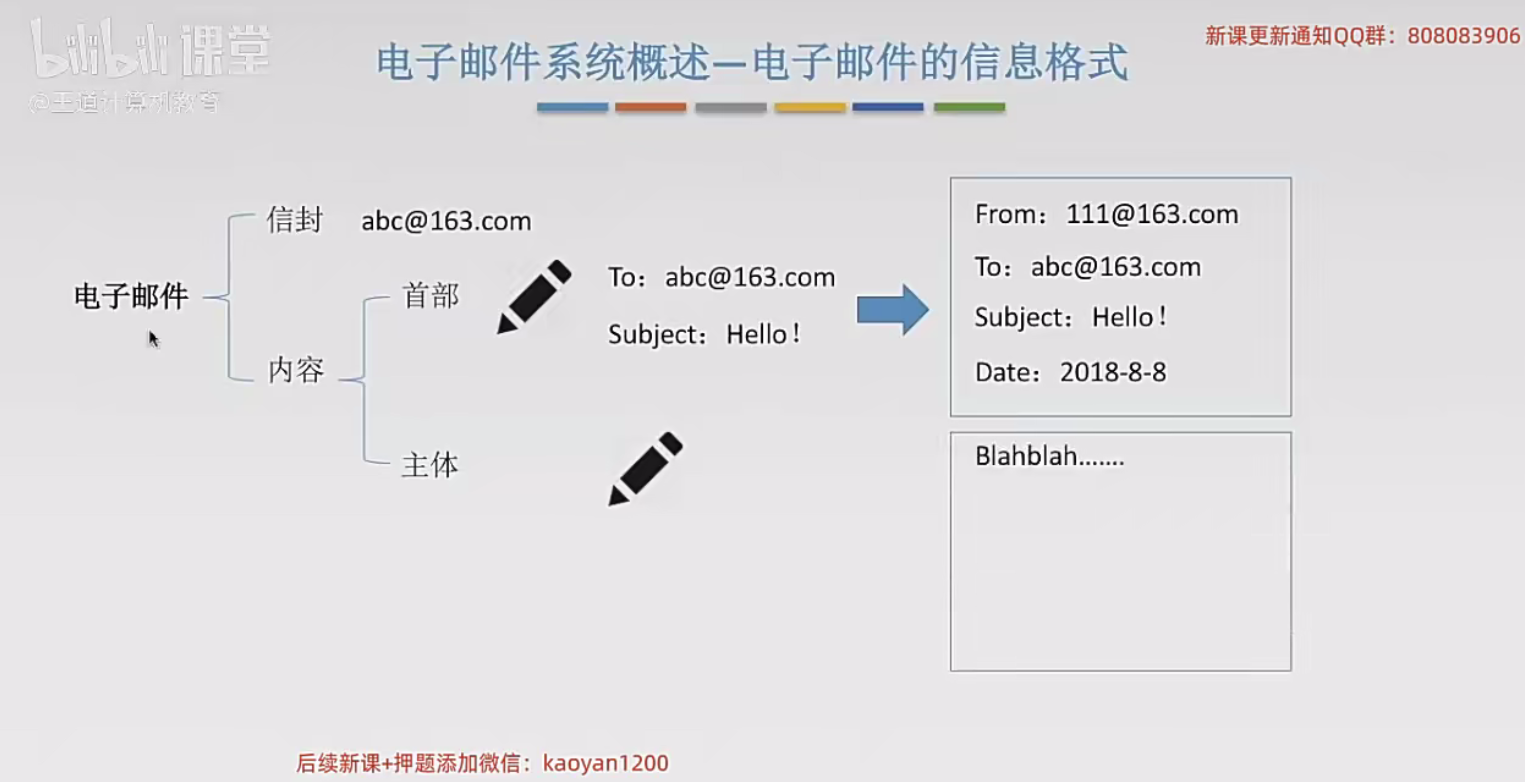 bilibili课堂
@王道计算机教育
新课更新通知QQ群：808083906
电子邮件系统概述—电子邮件的信息格式
电子邮件
信封 abc@163.com
内容
首部
To：abc@163.com
Subject：Hello！
主体
From：111@163.com
To：abc@163.com
Subject：Hello！
Date：2018-8-8
Blahblah.......
后续新课+押题添加微信：kaoyan1200